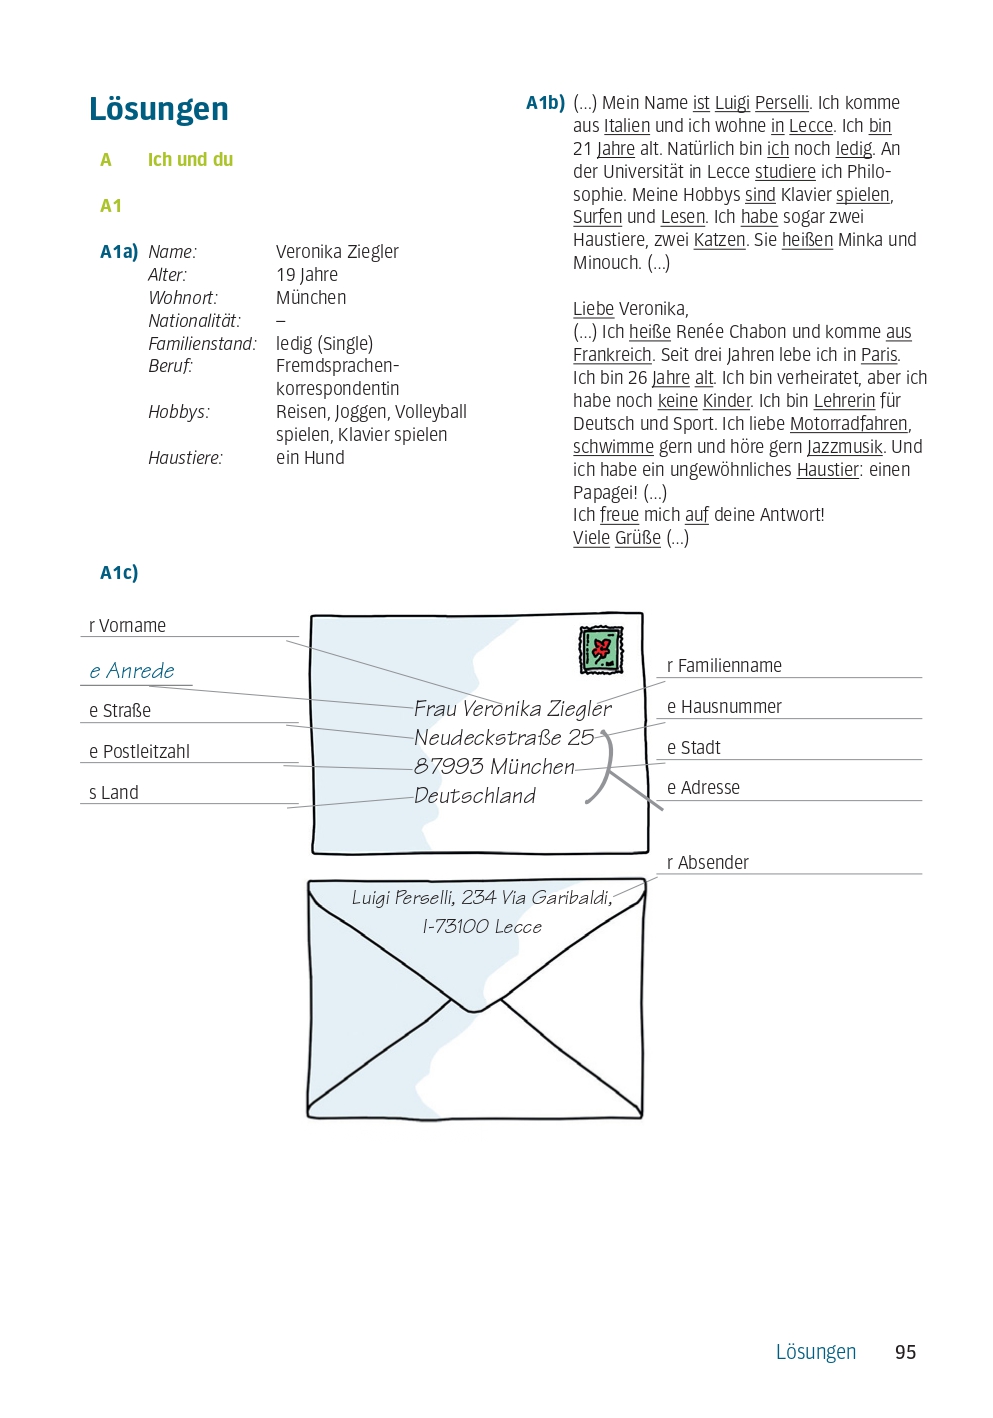 Lösungen
A Ich und du
A1
A1a) Name: Veronika Ziegler
Alter: 19 Jahre
Wohnort: München
Nationalität: –
Familienstand: ledig (Single)
Beruf: Fremdsprachen-
korrespondentin
Hobbys: Reisen, Joggen, Volleyball
spielen, Klavier spielen
Haustiere: ein Hund
A1b) (...) Mein Name ist Luigi Perselli. Ich komme
aus Italien und ich wohne in Lecce. Ich bin
21 Jahre alt. Natürlich bin ich noch ledig. An
der Universität in Lecce studiere ich Philo-
sophie. Meine Hobbys sind Klavier spielen,
Surfen und Lesen. Ich habe sogar zwei
Haustiere, zwei Katzen. Sie heißen Minka und
Minouch. (...)
Liebe Veronika,
(...) Ich heiße Renée Chabon und komme aus
Frankreich. Seit drei Jahren lebe ich in Paris.
Ich bin 26 Jahre alt. Ich bin verheiratet, aber ich
habe noch keine Kinder. Ich bin Lehrerin für
Deutsch und Sport. Ich liebe Motorradfahren,
schwimme gern und höre gern Jazzmusik. Und
ich habe ein ungewöhnliches Haustier: einen
Papagei! (...)
Ich freue mich auf deine Antwort!
Viele Grüße (...)
A1c)
r Vorname
e Anrede
e Straße
e Postleitzahl
s Land
Frau Veronika Ziegler
Neudeckstraße 25
87993 München
Deutschland
r Familienname
e Hausnummer
e Stadt
e Adresse
r Absender
Luigi Perselli, 234 Via Garibaldi,
I-73100 Lecce
Lösungen 95